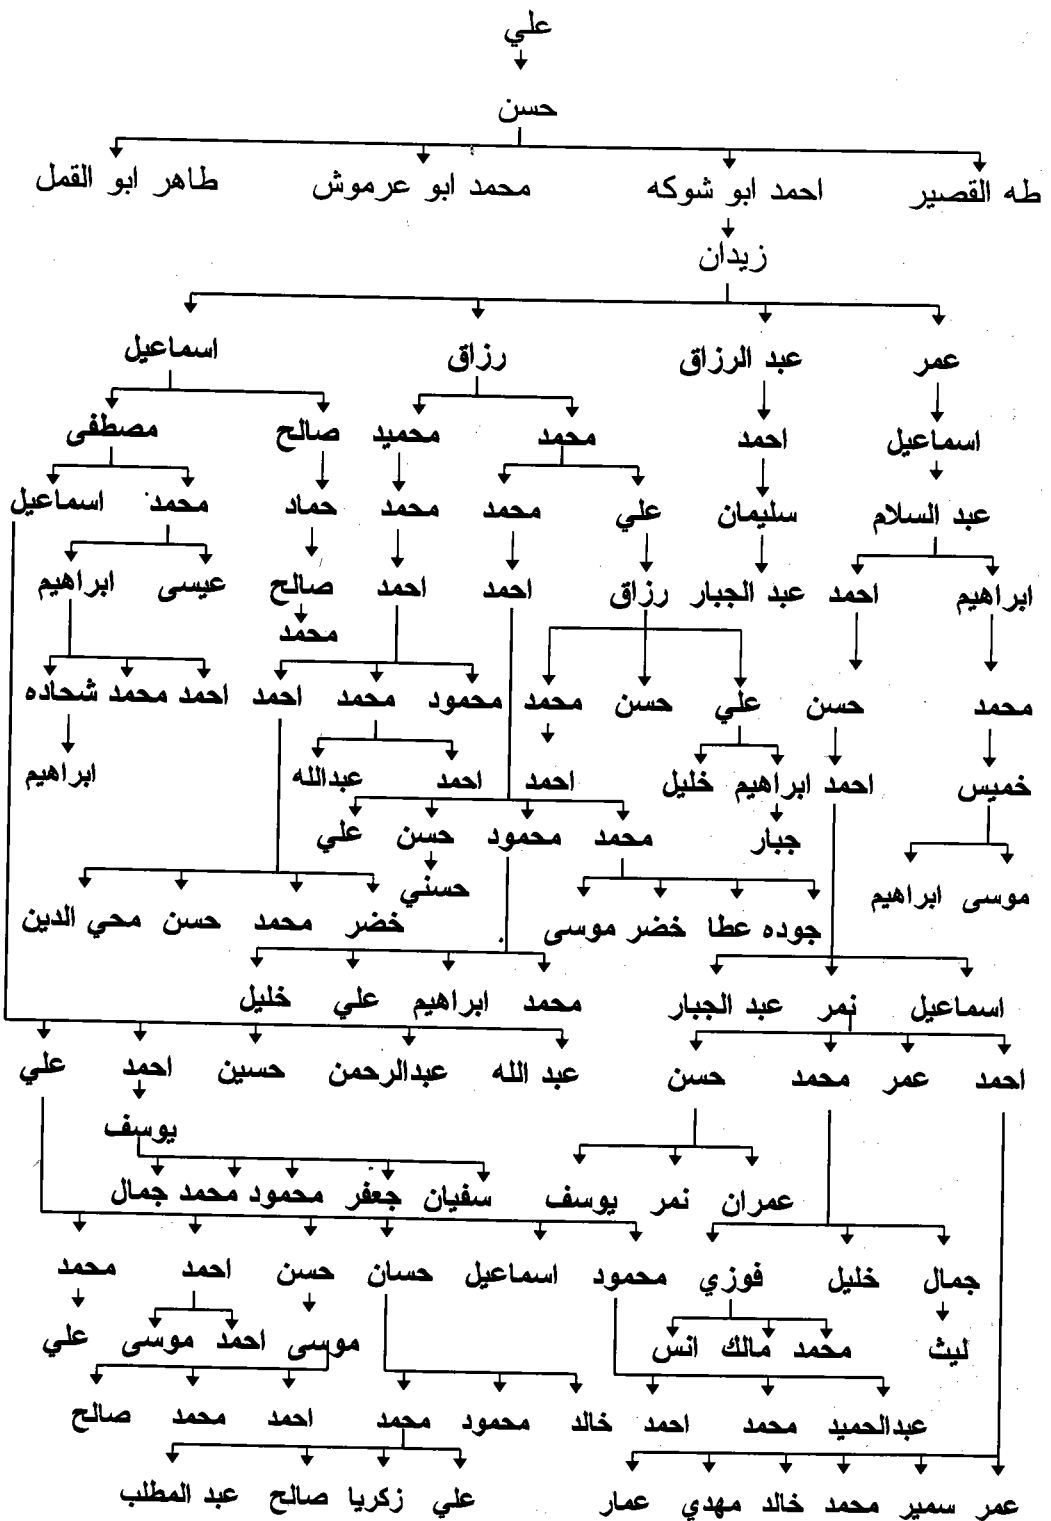 علي
حسن
طه القصير احمد ابو شوكه محمد ابو عرموش طاهر ابو القمل
زيدان
عمر عبد الرزاق رزاق اسماعيل
اسماعيل احمد محمد محميد صالح مصطفى
عبد السلام سليمان علي محمد محمد حماد محمد اسماعيل
ابراهيم احمد عبد الجبار رزاق احمد احمد صالح عيسى ابراهيم
محمد
محمد حسن علي حسن محمد محمود محمد احمد احمد محمد شحاده
خميس احمد ابراهيم خليل احمد احمد عبدالله ابراهيم
جبار محمد محمود حسن علي
موسى ابراهيم حسني
جوده عطا خضر موسى خضر محمد حسن محي الدين
اسماعيل نمر عبد الجبار محمد ابراهيم علي خليل
احمد عمر محمد حسن عبد الله عبدالرحمن حسين احمد علي
يوسف
عمران نمر يوسف سفيان جعفر محمود محمد جمال
جمال خليل فوزي محمود اسماعيل حسان حسن احمد محمد
ليث محمد مالك انس موسى احمد موسى علي
عبدالحميد محمد احمد خالد محمود محمد احمد محمد صالح
عمر سمير محمد خالد مهدي عمار علي زكريا صالح عبد المطلب